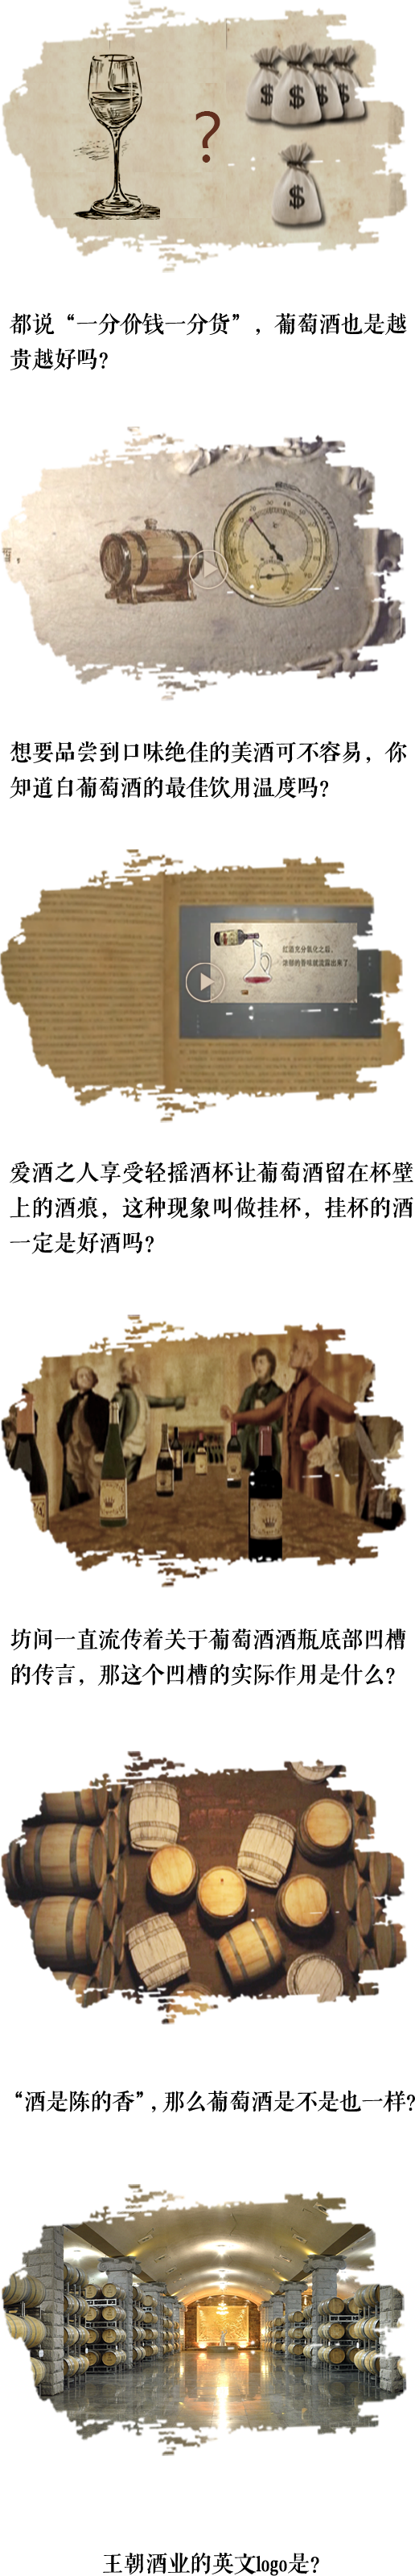 ?
$ $ $ $
$
都说“一分价钱一分货”，葡萄酒也是越
贵越好吗？
想要品尝到口味绝佳的美酒可不容易，你
知道白葡萄酒的最佳饮用温度吗？
红酒充分氧化之后，
浓郁的香味就流露出来了
爱酒之人享受轻摇酒杯让葡萄酒留在杯壁
上的酒痕，这种现象叫做挂杯，挂杯的酒
一定是好酒吗？
坊间一直流传着关于葡萄酒酒瓶底部凹槽
的传言，那这个凹槽的实际作用是什么？
“酒是陈的香”，那么葡萄酒是不是也一样？
王朝酒业的英文logo是？